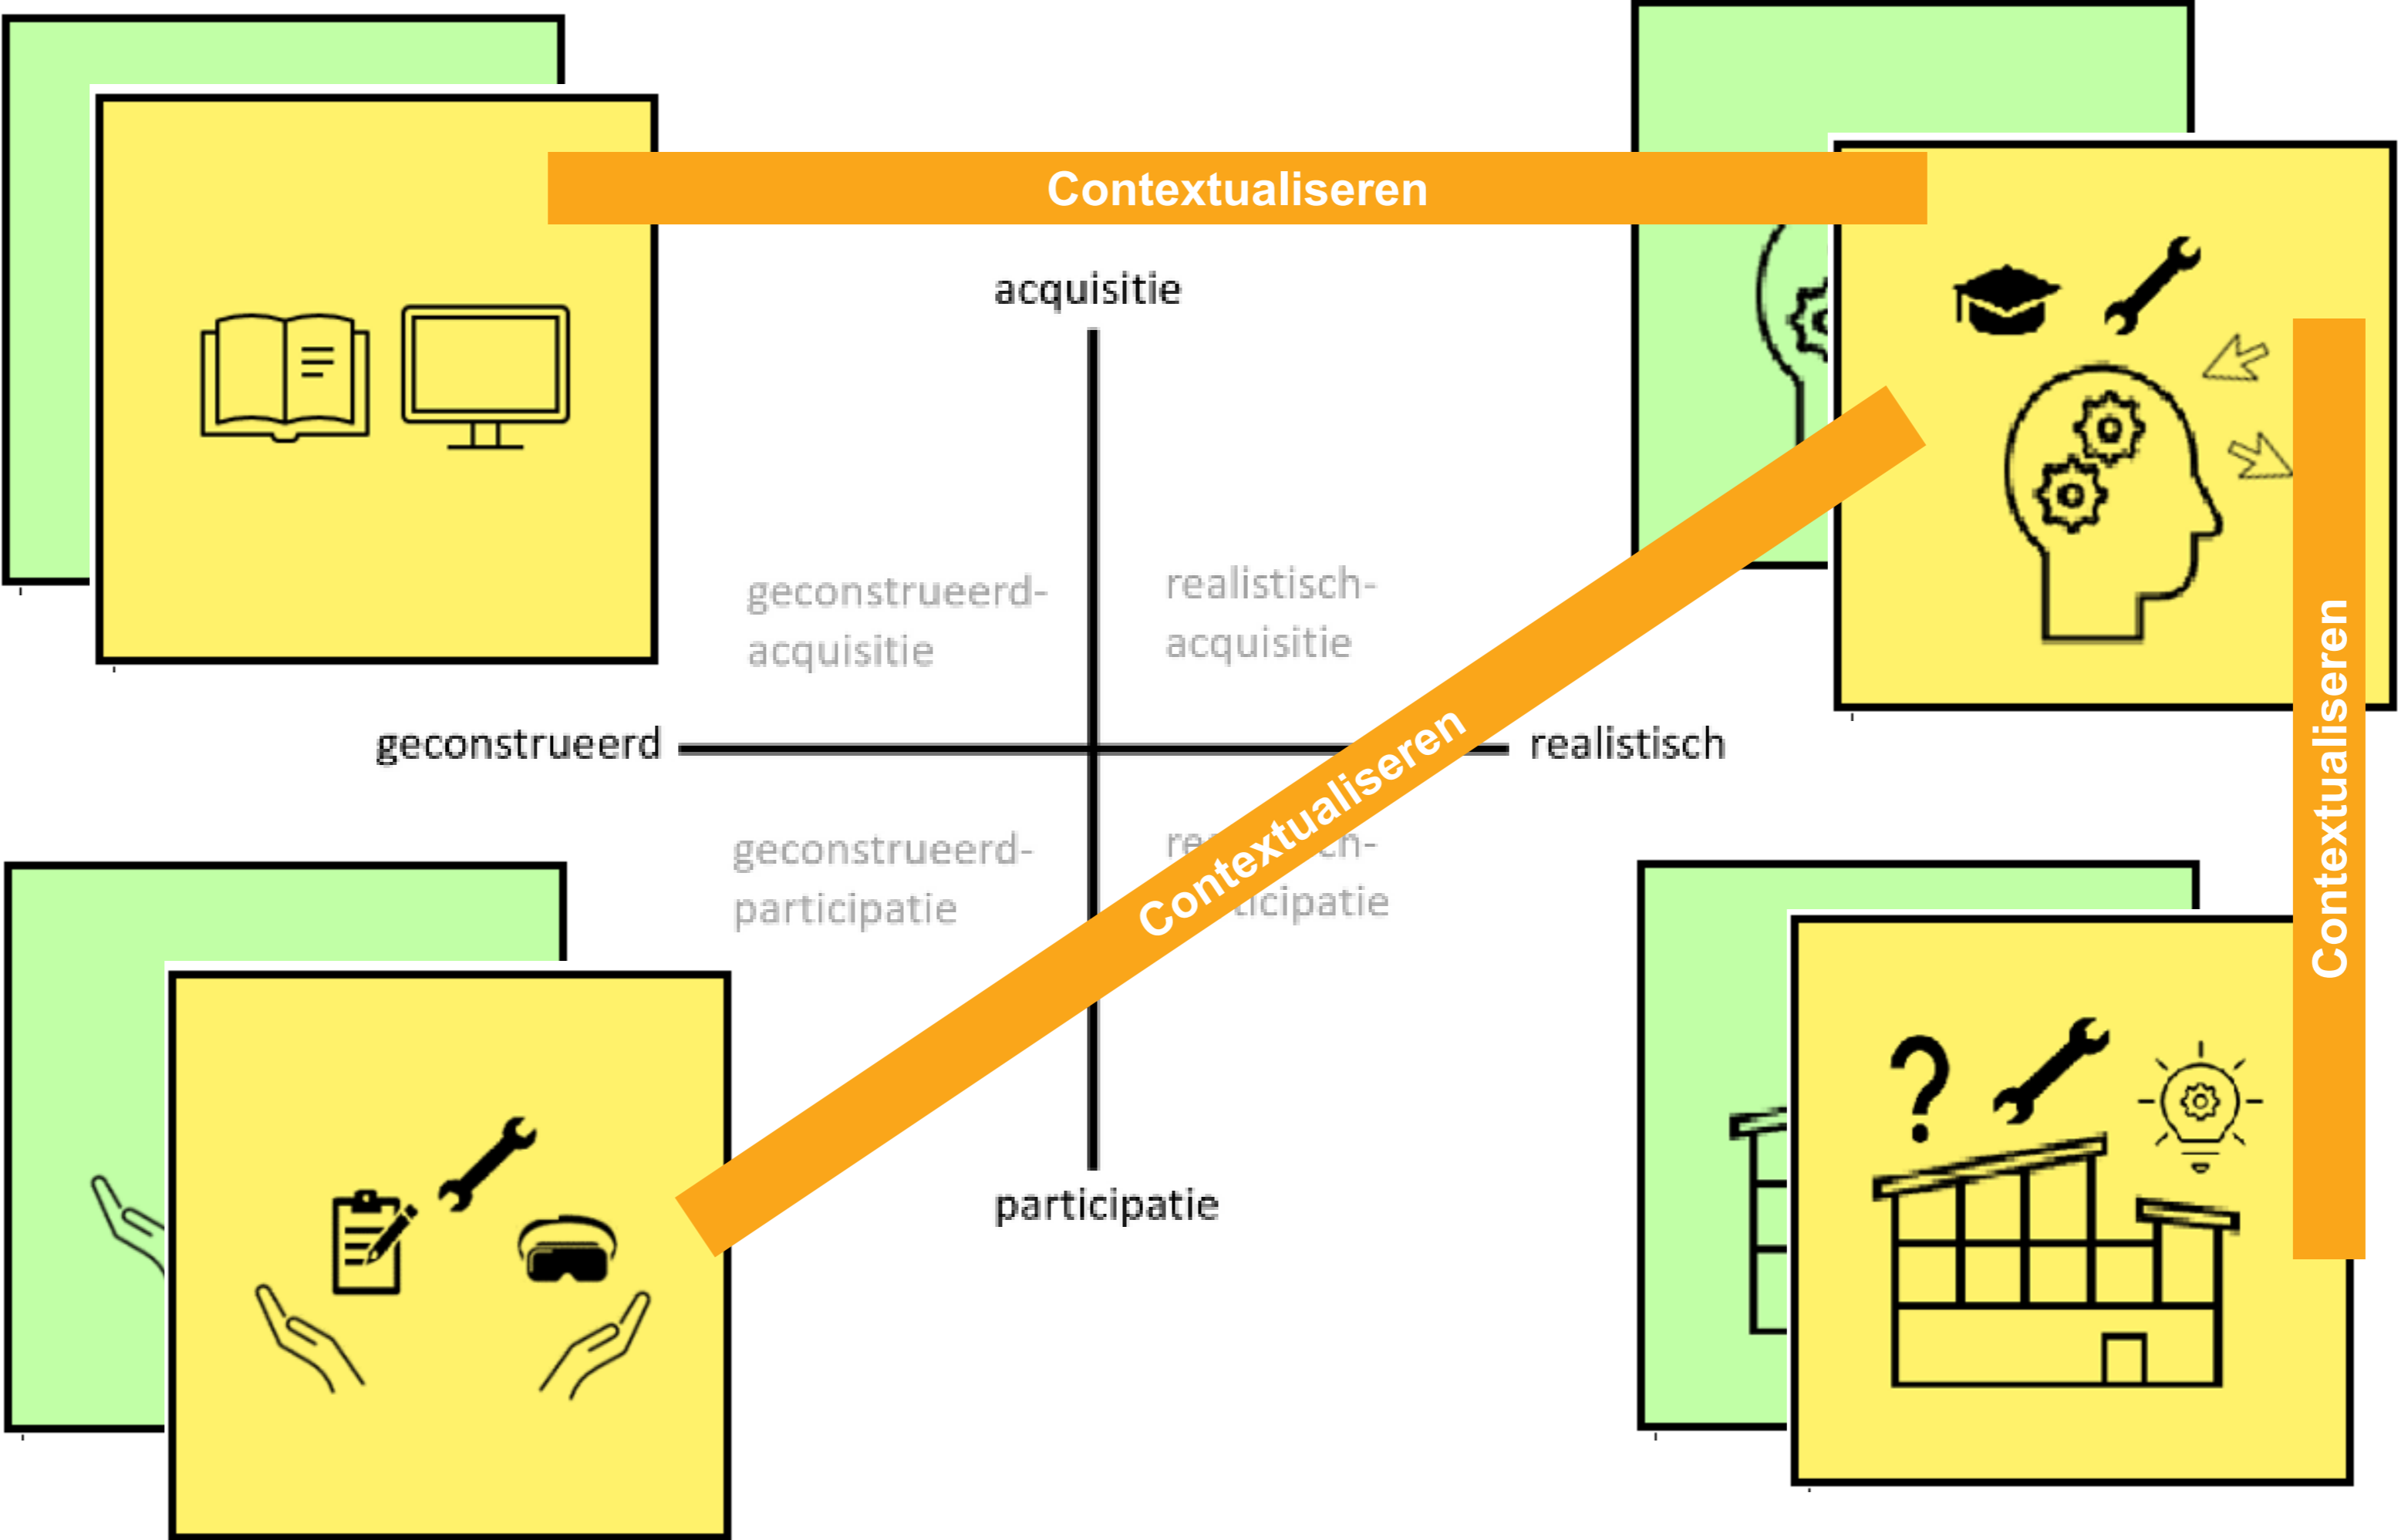 Contextualiseren
acquisitie
geconstrueerd-
acquisitie
realistisch-
acquisitie
geconstrueerd
realistisch
Contextualiseren
Contextualiseren
geconstrueerd-
participatie
participatie